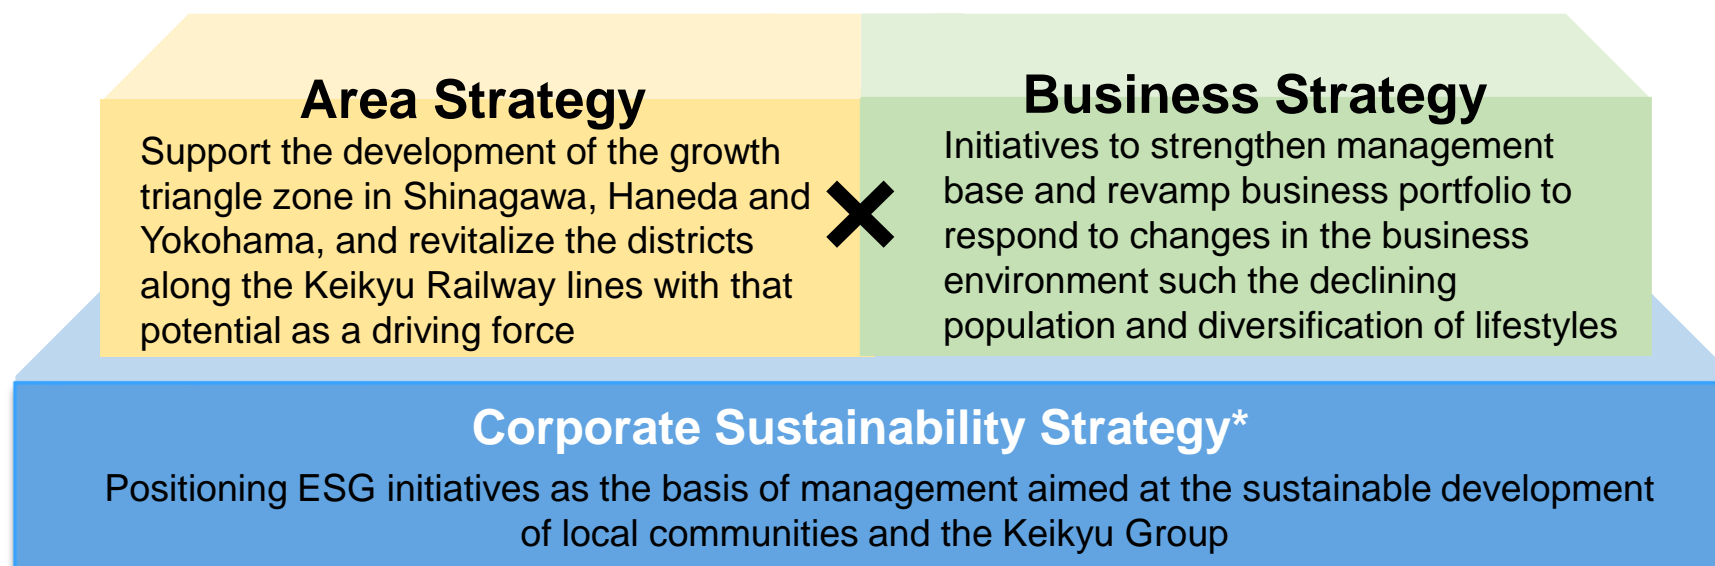 Area Strategy
Support the development of the growth
triangle zone in Shinagawa, Haneda and
Yokohama, and revitalize the districts
along the Keikyu Railway lines with that
potential as a driving force
Business Strategy
Initiatives to strengthen management
base and revamp business portfolio to
respond to changes in the business
environment such the declining
population and diversification of lifestyles
Corporate Sustainability Strategy*
Positioning ESG initiatives as the basis of management aimed at the sustainable development
of local communities and the Keikyu Group